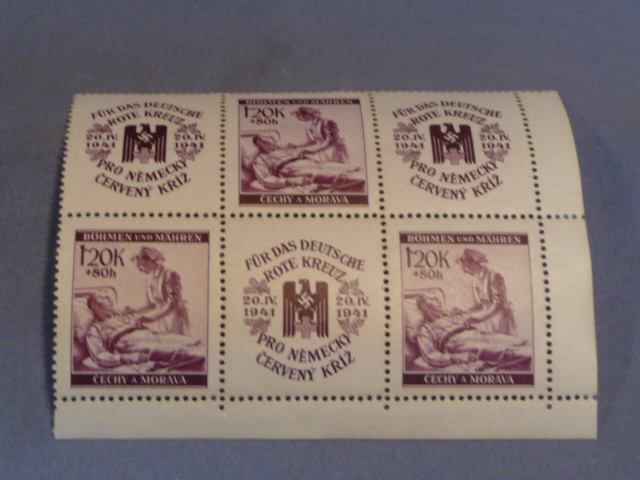 FÜR DAS DEUTSCHE
ROTE KREUZ
20.IV. 20.IV.
1941 1941
PRO NĚMECKÝ
ČERVENÝ KŘÍŽ
BÖHMEN UND MÄHREN
1'20K
+80h
ČECHY A MORAVA
FÜR DAS DEUTSCHE
ROTE KREUZ
20.IV. 20.IV.
1941 1941
PRO NĚMECKÝ
ČERVENÝ KŘÍŽ
BÖHMEN UND MÄHREN
1'20K
+80h
ČECHY A MORAVA
FÜR DAS DEUTSCHE
ROTE KREUZ
20.IV. 20.IV.
1941 1941
PRO NĚMECKÝ
ČERVENÝ KŘÍŽ
BÖHMEN UND MÄHREN
1'20K
+80h
ČECHY A MORAVA